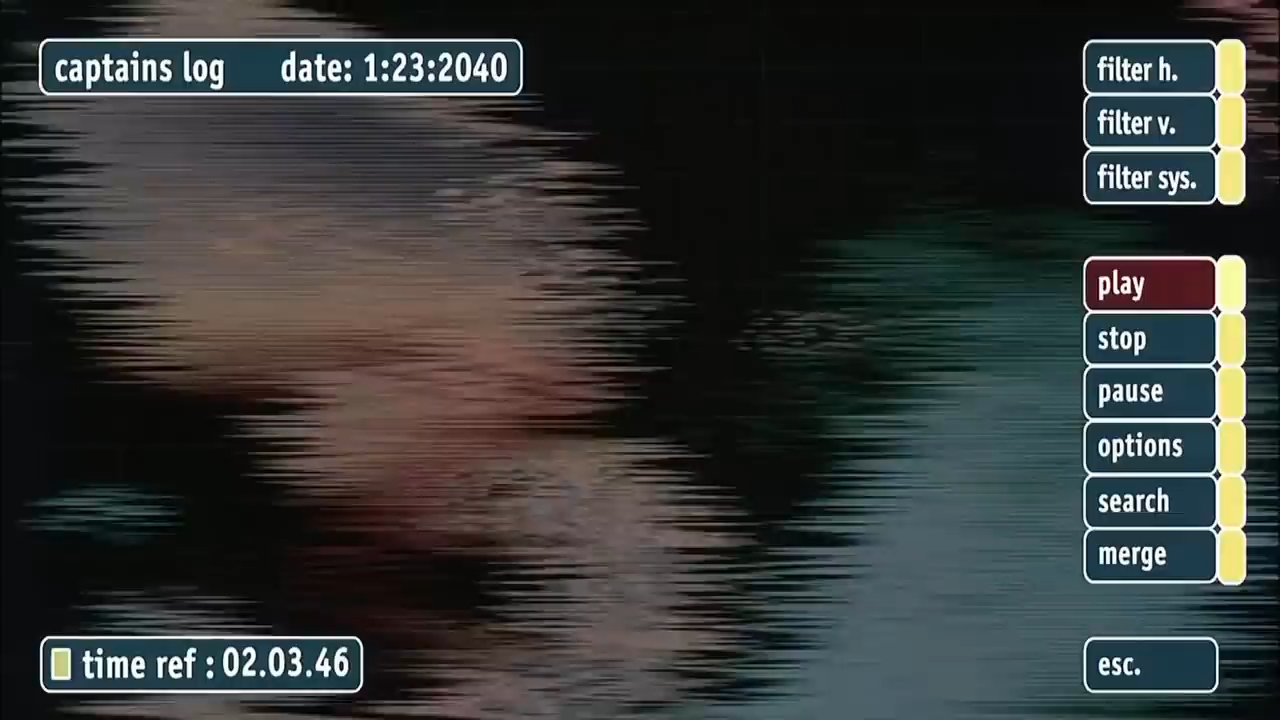 captains log date: 1:23:2040
filter h.
filter v.
filter sys.
play
stop
pause
options
search
merge
time ref : 02.03.46
esc.